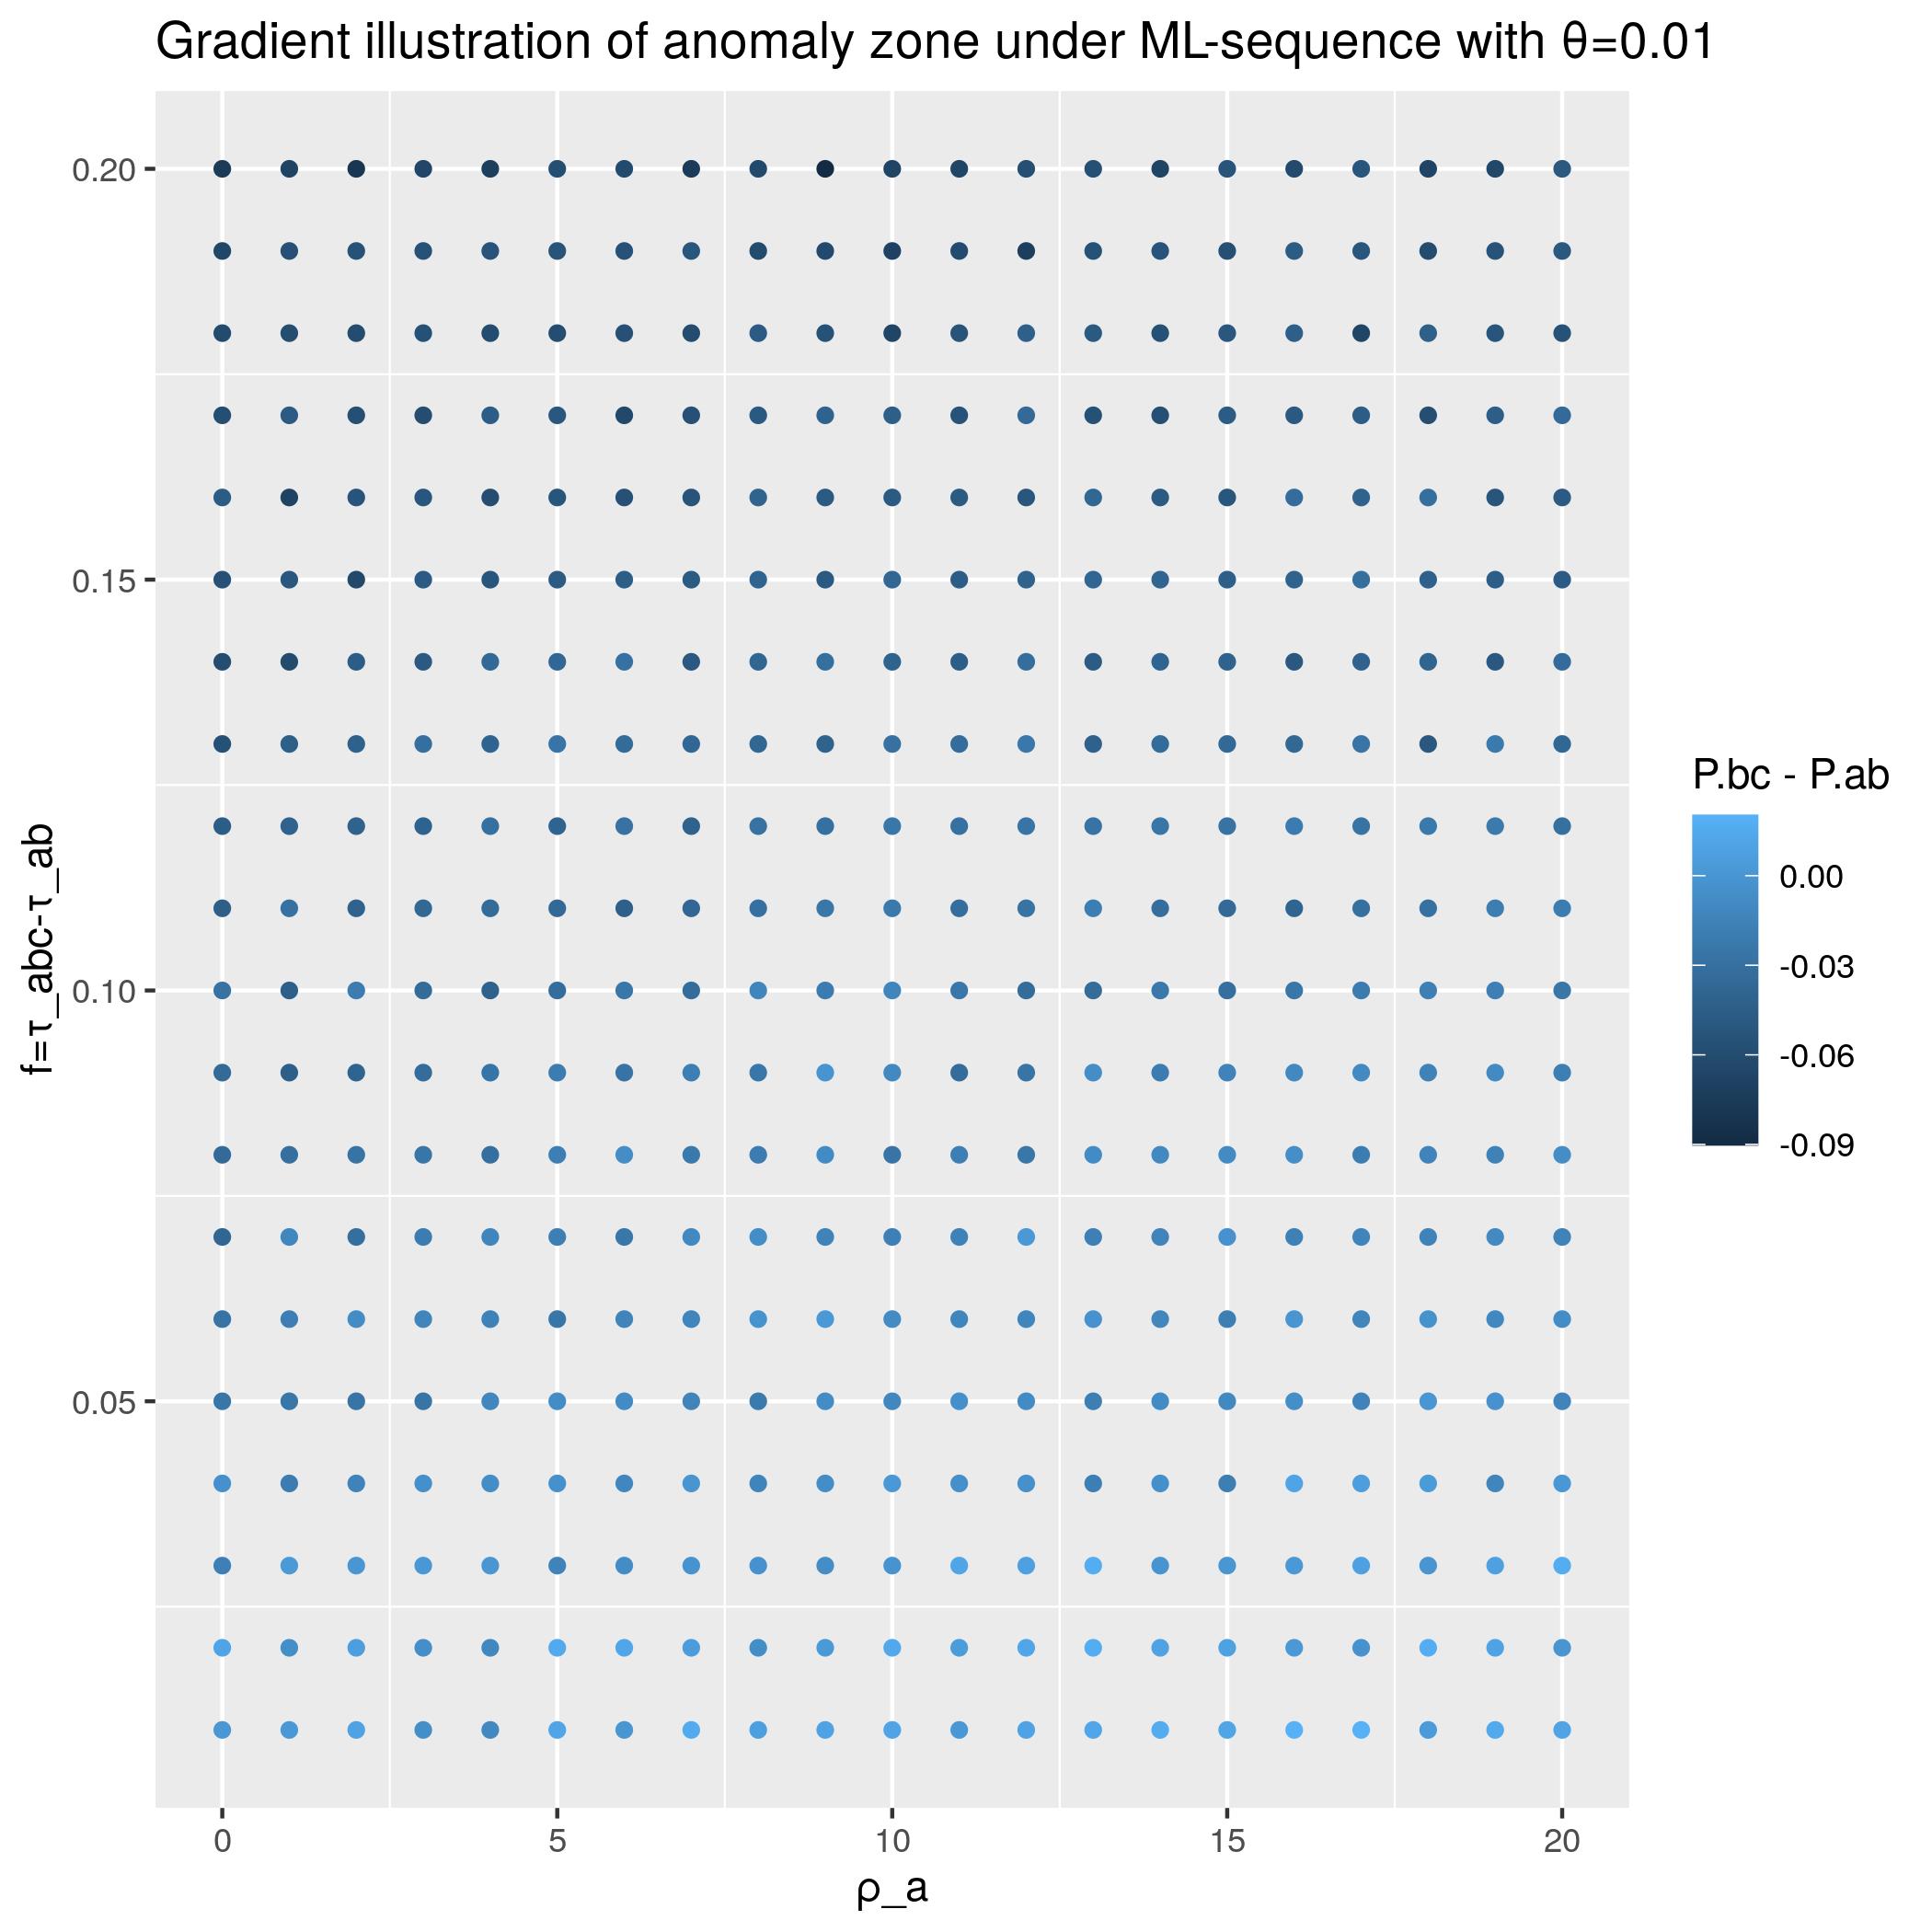 Gradient illustration of anomaly zone under ML-sequence with θ=0.01
0.20
0.15
0.10
0.05
f=τ_abc-τ_ab
0 5 10 15 20
ρ_a
P.bc - P.ab
0.00
-0.03
-0.06
-0.09